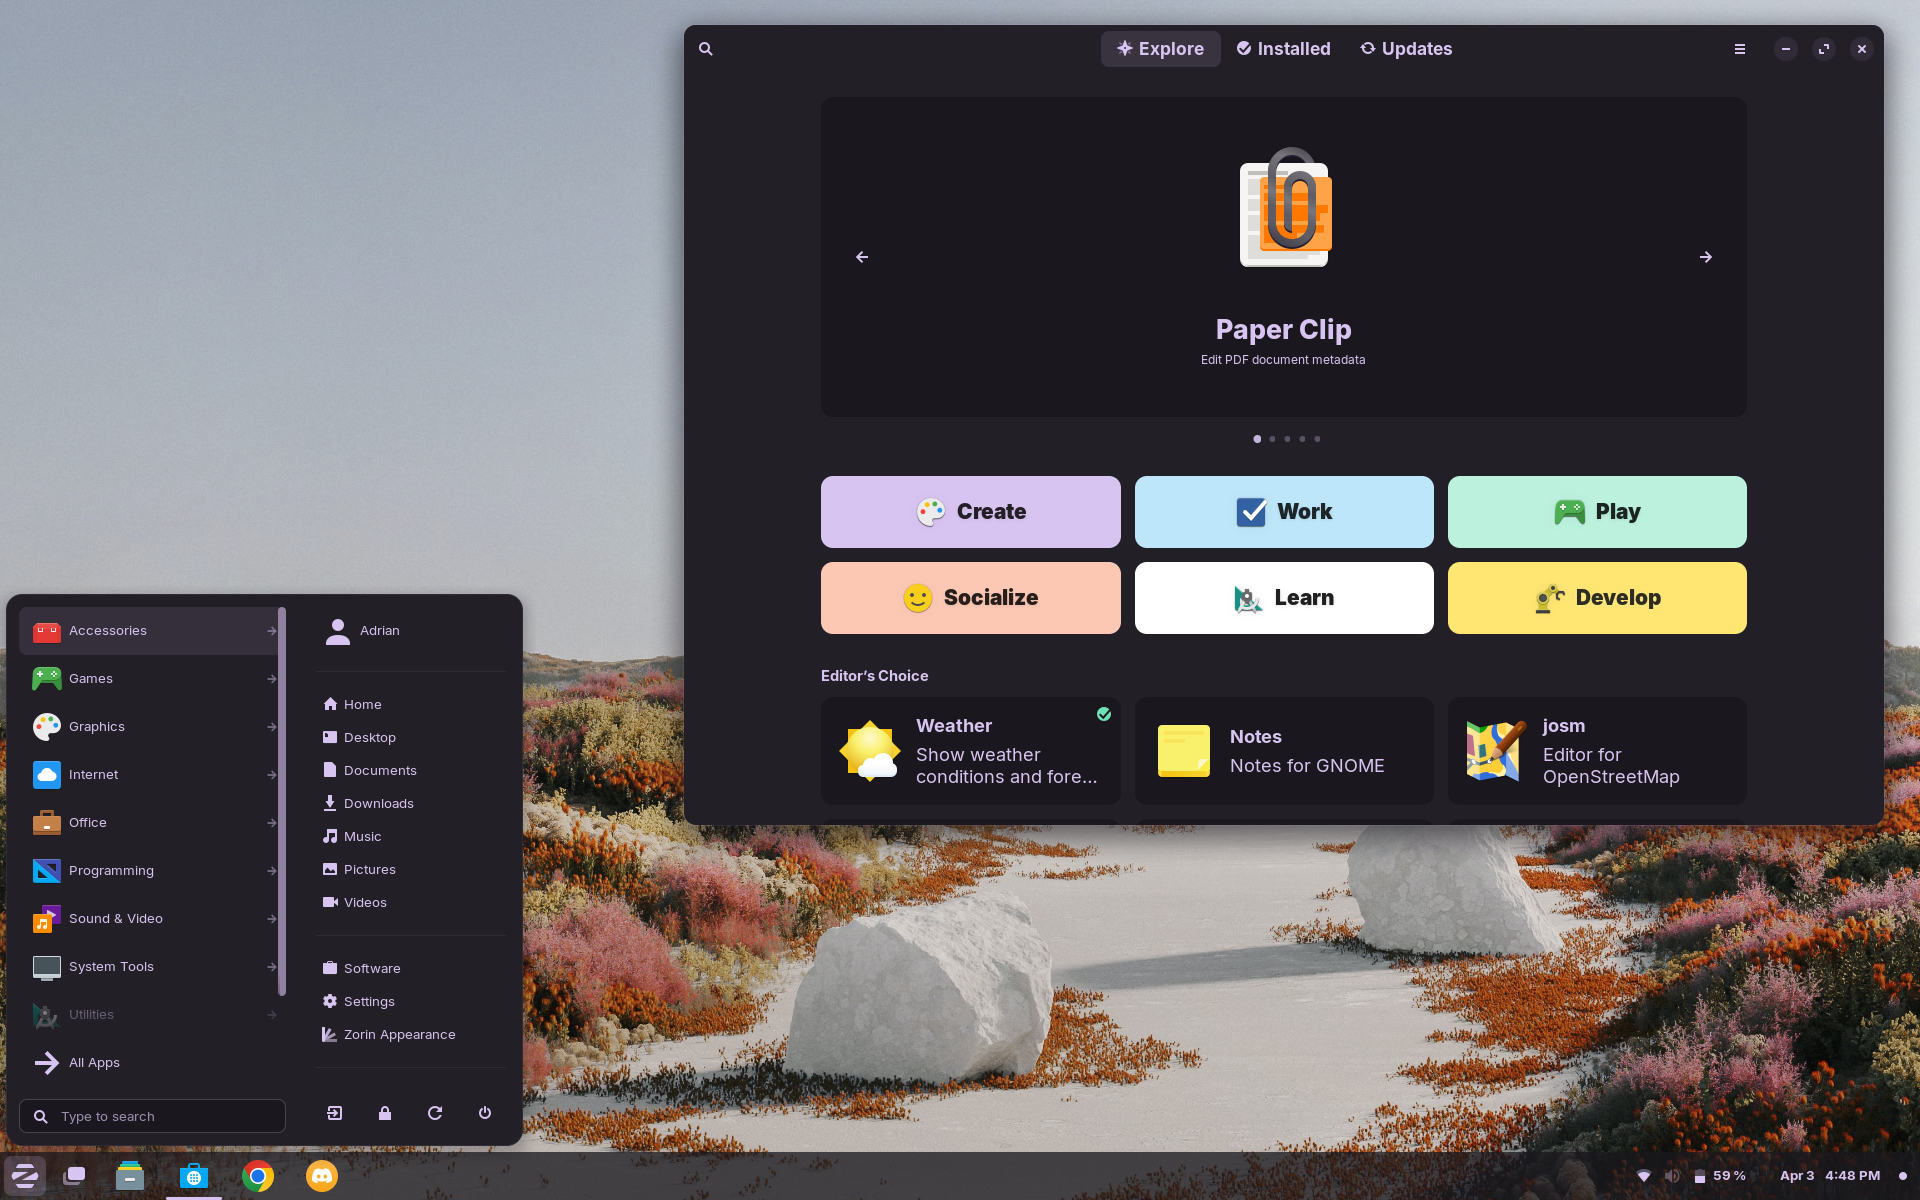 Explore
Installed
Updates
Paper Clip
Edit PDF document metadata
Create
Work
Play
Socialize
Learn
Develop
Editor’s Choice
Weather
Show weather
conditions and fore...
Notes
Notes for GNOME
josm
Editor for
OpenStreetMap
Accessories
Games
Graphics
Internet
Office
Programming
Sound & Video
System Tools
Utilities
All Apps
Type to search
Adrian
Home
Desktop
Documents
Downloads
Music
Pictures
Videos
Software
Settings
Zorin Appearance
59 %
Apr 3 4:48 PM